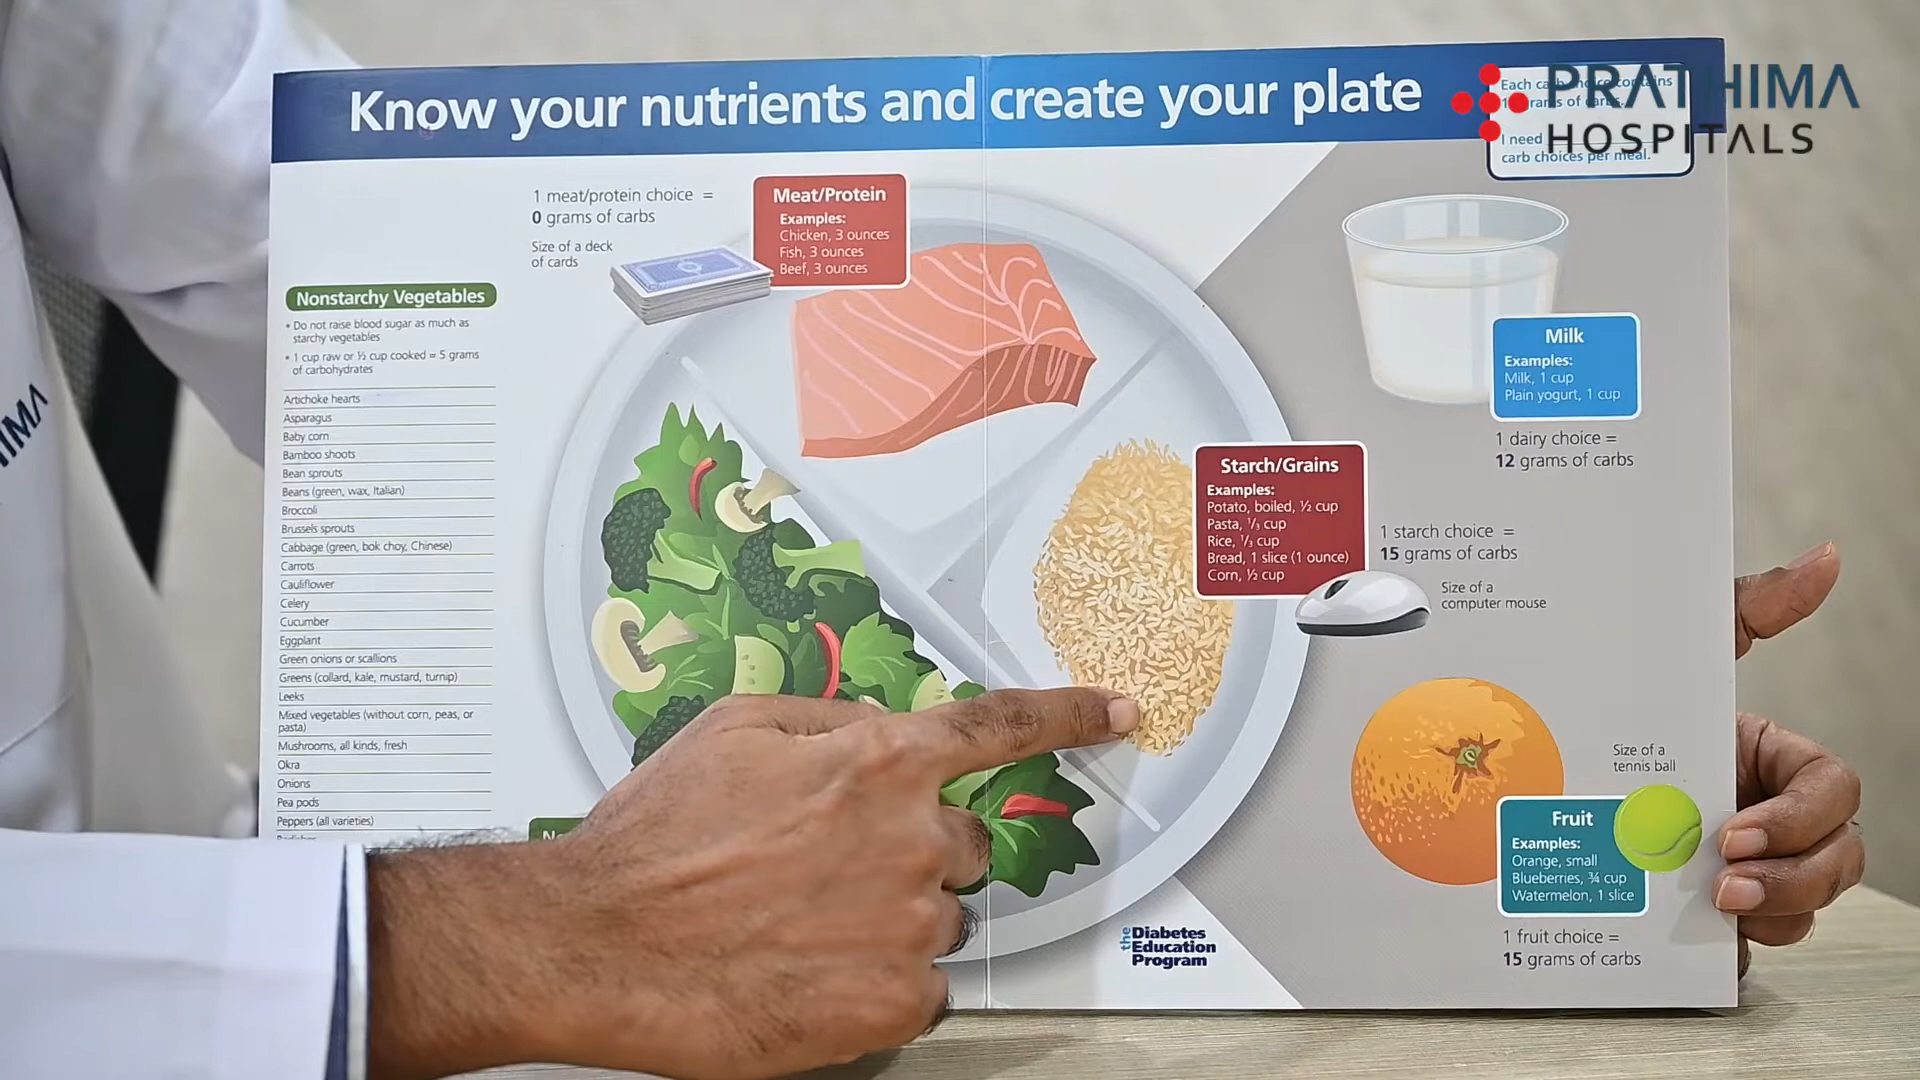 Know your nutrients and create your plate
PRATHIMA
HOSPITALS
Each carb choice contains
grams of carbs.
I need
carb choices per meal.
1 meat/protein choice =
0 grams of carbs
Size of a deck
of cards
Meat/Protein
Examples:
Chicken, 3 ounces
Fish, 3 ounces
Beef, 3 ounces
Nonstarchy Vegetables
• Do not raise blood sugar as much as
starchy vegetables
• 1 cup raw or ½ cup cooked = 5 grams
of carbohydrates
Artichoke hearts
Asparagus
Baby corn
Bamboo shoots
Bean sprouts
Beans (green, wax, Italian)
Broccoli
Brussels sprouts
Cabbage (green, bok choy, Chinese)
Carrots
Cauliflower
Celery
Cucumber
Eggplant
Green onions or scallions
Greens (collard, kale, mustard, turnip)
Leeks
Mixed vegetables (without corn, peas, or
pasta)
Mushrooms, all kinds, fresh
Okra
Onions
Pea pods
Peppers (all varieties)
Milk
Examples:
Milk, 1 cup
Plain yogurt, 1 cup
1 dairy choice =
12 grams of carbs
Starch/Grains
Examples:
Potato, boiled, ½ cup
Pasta, ⅓ cup
Rice, ⅓ cup
Bread, 1 slice (1 ounce)
Corn, ½ cup
1 starch choice =
15 grams of carbs
Size of a
computer mouse
Size of a
tennis ball
Fruit
Examples:
Orange, small
Blueberries, ¾ cup
Watermelon, 1 slice
1 fruit choice =
15 grams of carbs
the Diabetes
Education
Program